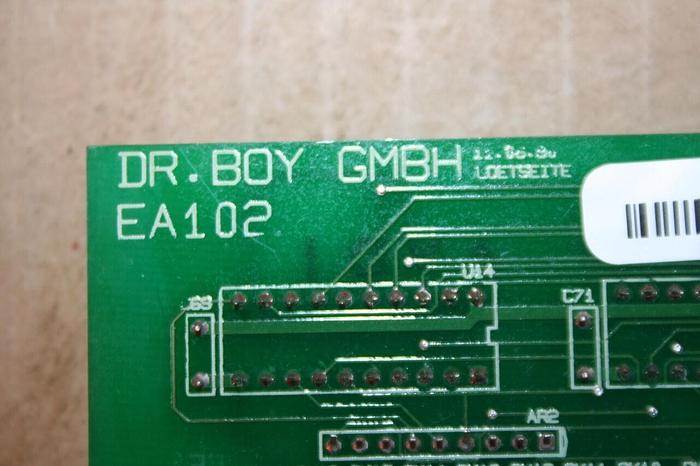 DR.BOY GMBH
LOETSEITE
EA102
U14
C71
AR2